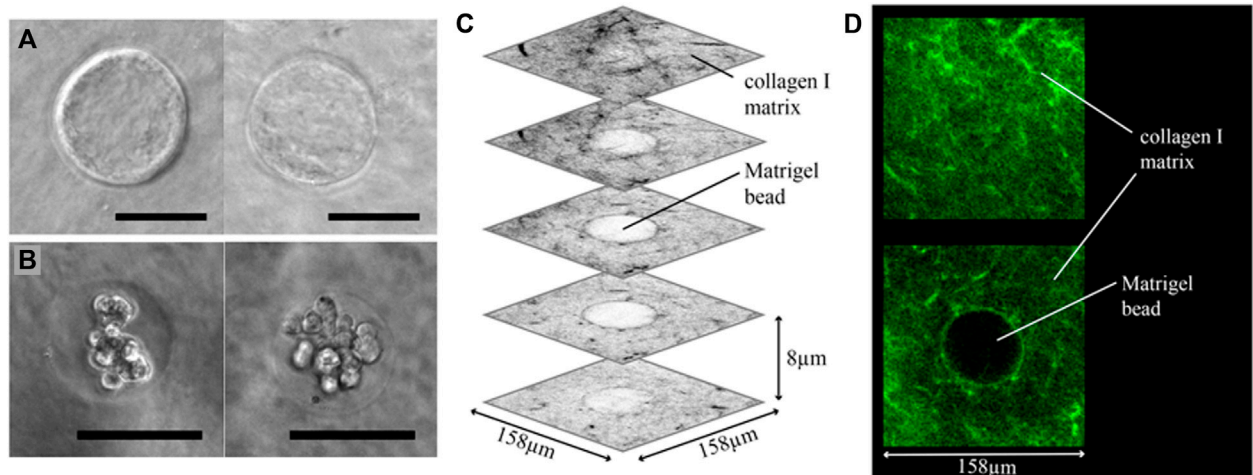 A
B
C
collagen I
matrix
Matrigel
bead
8µm
158µm
158µm
D
collagen I
matrix
Matrigel
bead
158µm